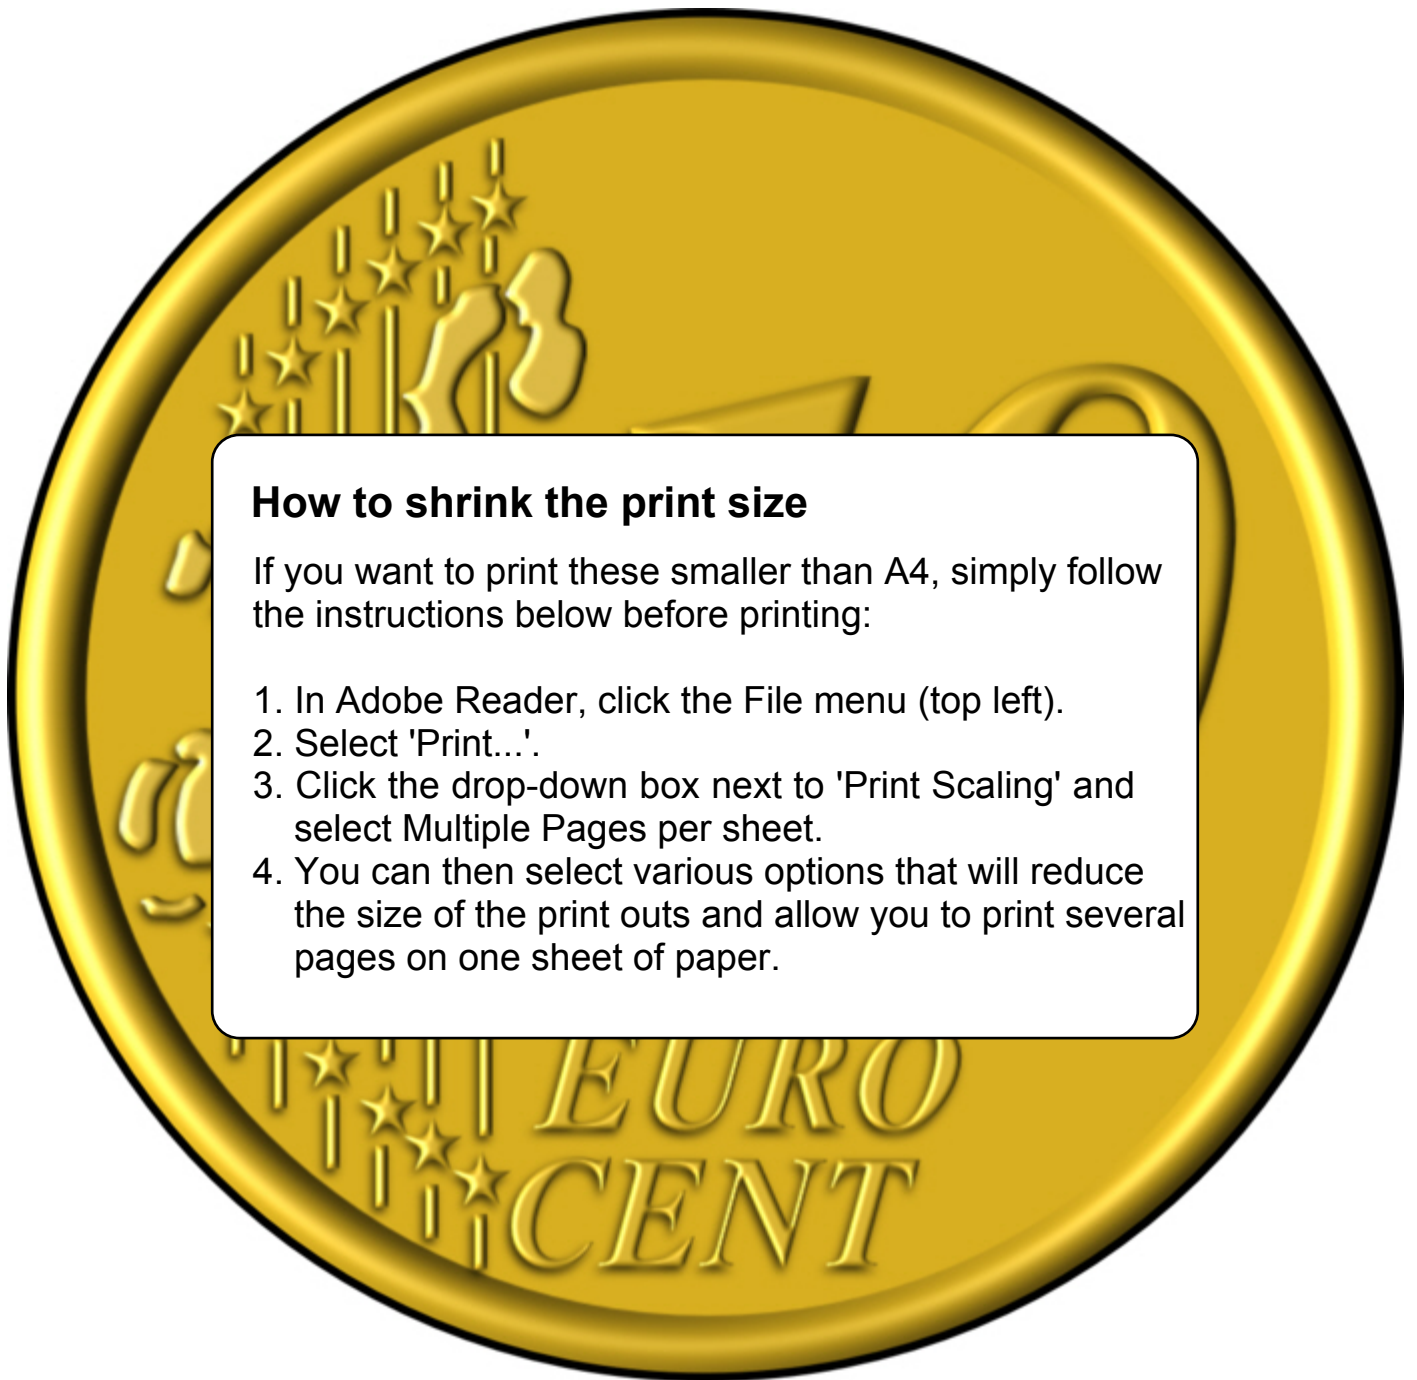 How to shrink the print size
If you want to print these smaller than A4, simply follow
the instructions below before printing:
1. In Adobe Reader, click the File menu (top left).
2. Select 'Print...'.
3. Click the drop-down box next to 'Print Scaling' and
select Multiple Pages per sheet.
4. You can then select various options that will reduce
the size of the print outs and allow you to print several
pages on one sheet of paper.
EURO
CENT